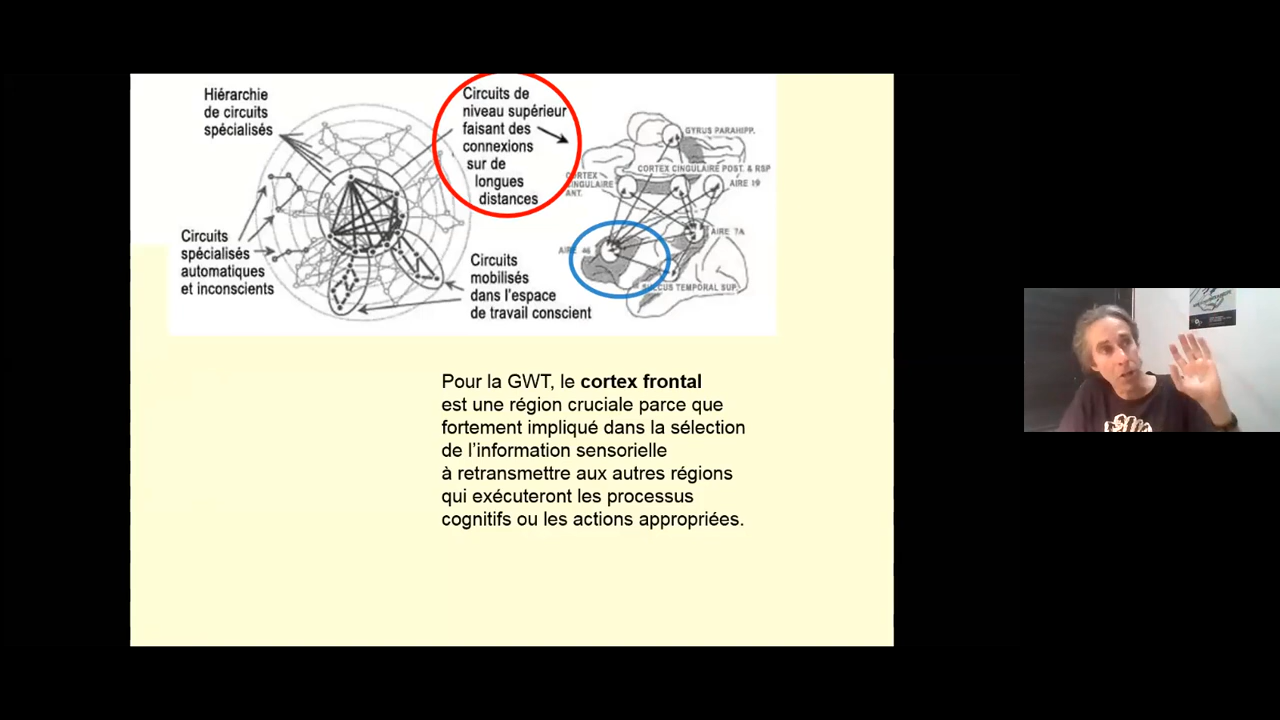 Hiérarchie
de circuits
spécialisés
Circuits de
niveau supérieur
faisant des
connexions
sur de
longues
distances
GYRUS PARAHIPP.
CORTEX CINGULAIRE POST. & RSP
CORTEX
CINGULAIRE
ANT.
AIRE 19
AIRE 7A
AIRE 46
SULCUS TEMPORAL SUP.
Circuits
spécialisés
automatiques
et inconscients
Circuits
mobilisés
dans l'espace
de travail conscient
Pour la GWT, le cortex frontal
est une région cruciale parce que
fortement impliqué dans la sélection
de l'information sensorielle
à retransmettre aux autres régions
qui exécuteront les processus
cognitifs ou les actions appropriées.